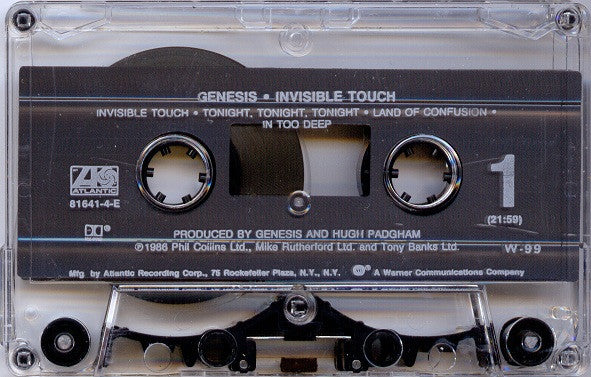 GENESIS • INVISIBLE TOUCH
INVISIBLE TOUCH • TONIGHT, TONIGHT, TONIGHT • LAND OF CONFUSION •
IN TOO DEEP
ATLANTIC
81641-4-E
1
(21:59)
PRODUCED BY GENESIS AND HUGH PADGHAM
℗1986 Phil Collins Ltd., Mike Rutherford Ltd. and Tony Banks Ltd.
W-99
Mfg. by Atlantic Recording Corp., 75 Rockefeller Plaza, N.Y., N.Y. A Warner Communications Company